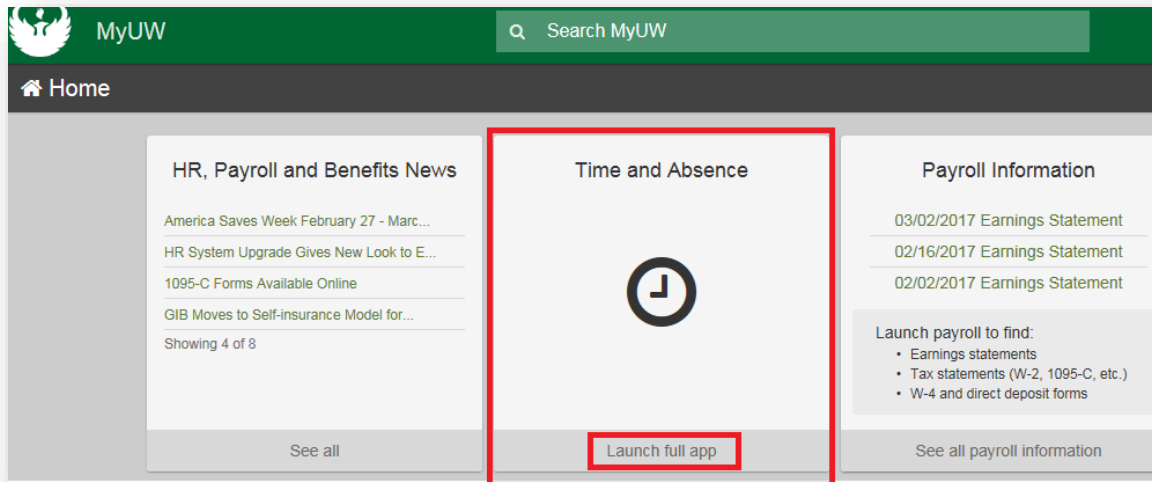 MyUW
Search MyUW
Home
HR, Payroll and Benefits News
America Saves Week February 27 - Marc...
HR System Upgrade Gives New Look to E...
1095-C Forms Available Online
GIB Moves to Self-insurance Model for...
Showing 4 of 8
See all
Time and Absence
Launch full app
Payroll Information
03/02/2017 Earnings Statement
02/16/2017 Earnings Statement
02/02/2017 Earnings Statement
Launch payroll to find:
• Earnings statements
• Tax statements (W-2, 1095-C, etc.)
• W-4 and direct deposit forms
See all payroll information